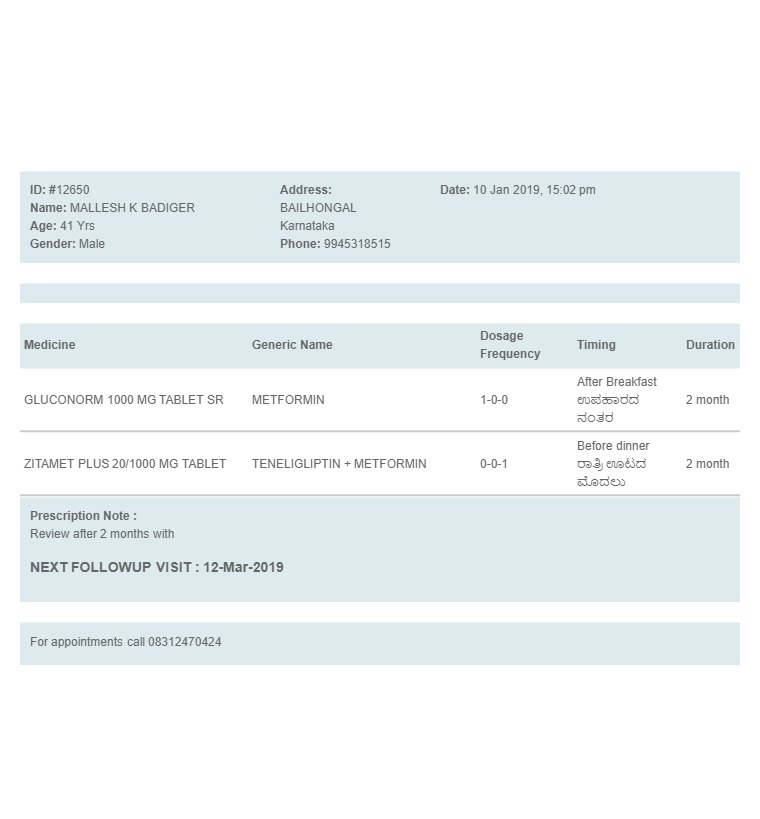 ID: #12650
Name: MALLESH K BADIGER
Age: 41 Yrs
Gender: Male
Address:
BAILHONGAL
Karnataka
Phone: 9945318515
Date: 10 Jan 2019, 15:02 pm
Medicine Generic Name Dosage Frequency Timing Duration
GLUCONORM 1000 MG TABLET SR METFORMIN 1-0-0 After Breakfast 2 month
ಉಪಹಾರದ
ನಂತರ
ZITAMET PLUS 20/1000 MG TABLET TENELIGLIPTIN + METFORMIN 0-0-1 Before dinner 2 month
ರಾತ್ರಿ ಊಟದ
ಮೊದಲು
Prescription Note :
Review after 2 months with
NEXT FOLLOWUP VISIT : 12-Mar-2019
For appointments call 08312470424